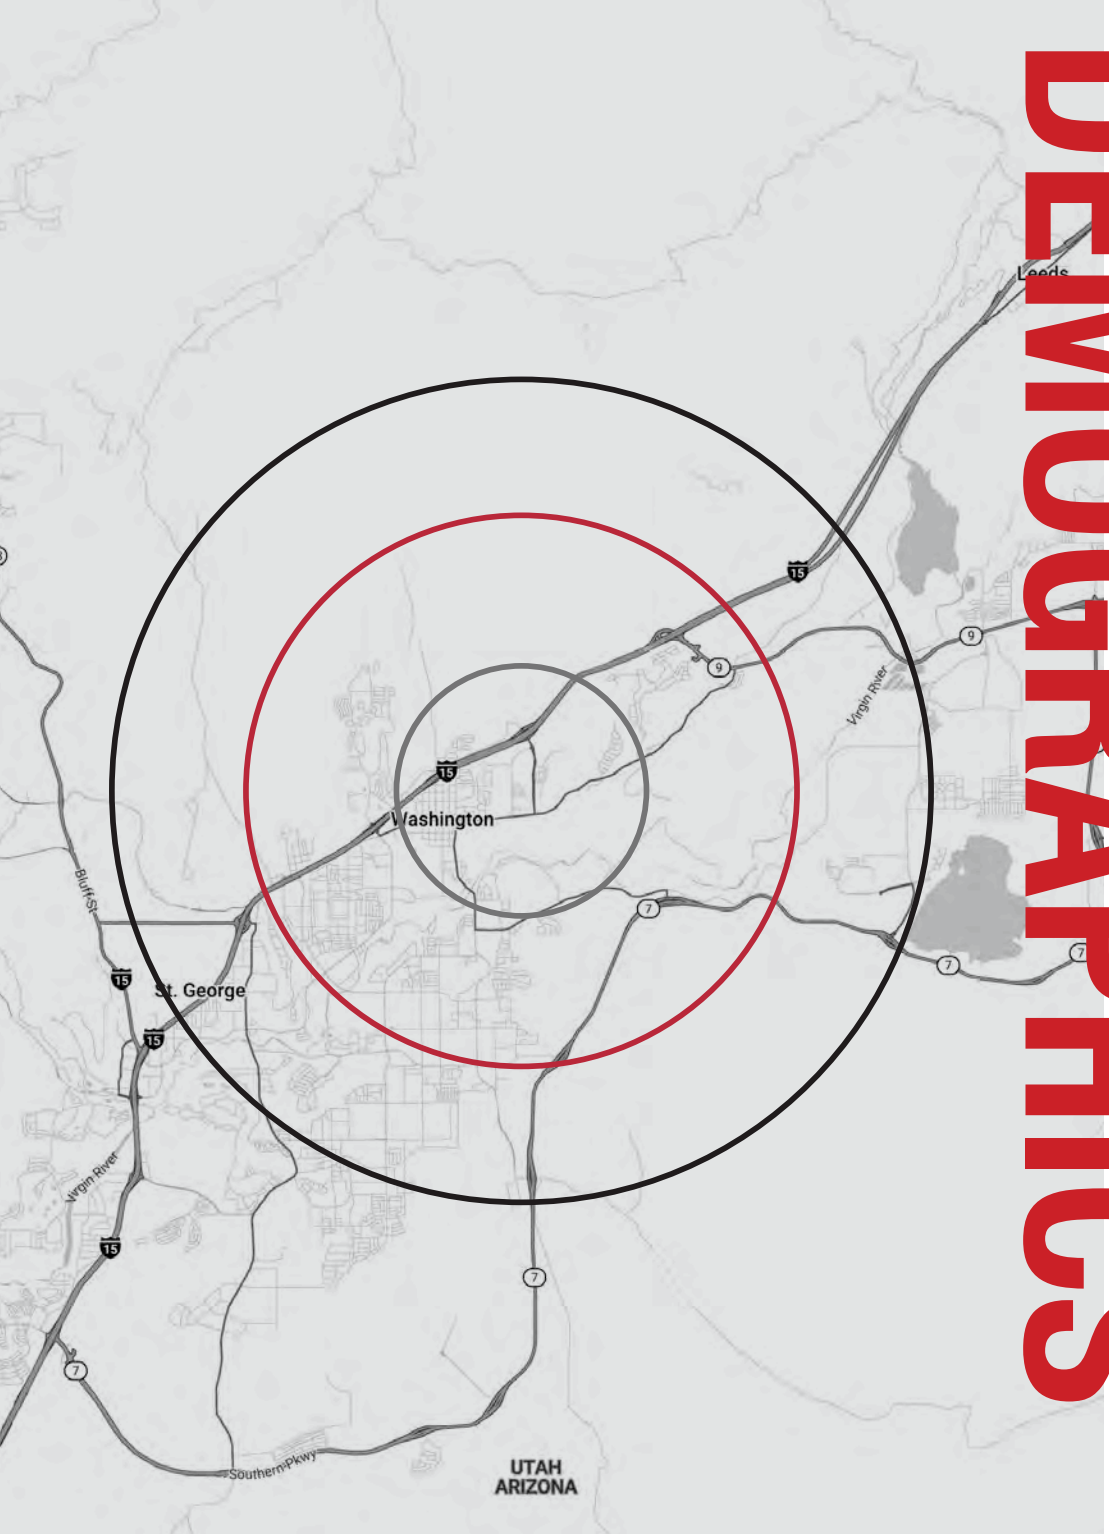 DEMOGRAPHICS
Leeds
15
9
9
Virgin River
15
Washington
Bluff St
7
7
7
15
St. George
15
Virgin River
15
7
7
Southern Pkwy
UTAH
ARIZONA